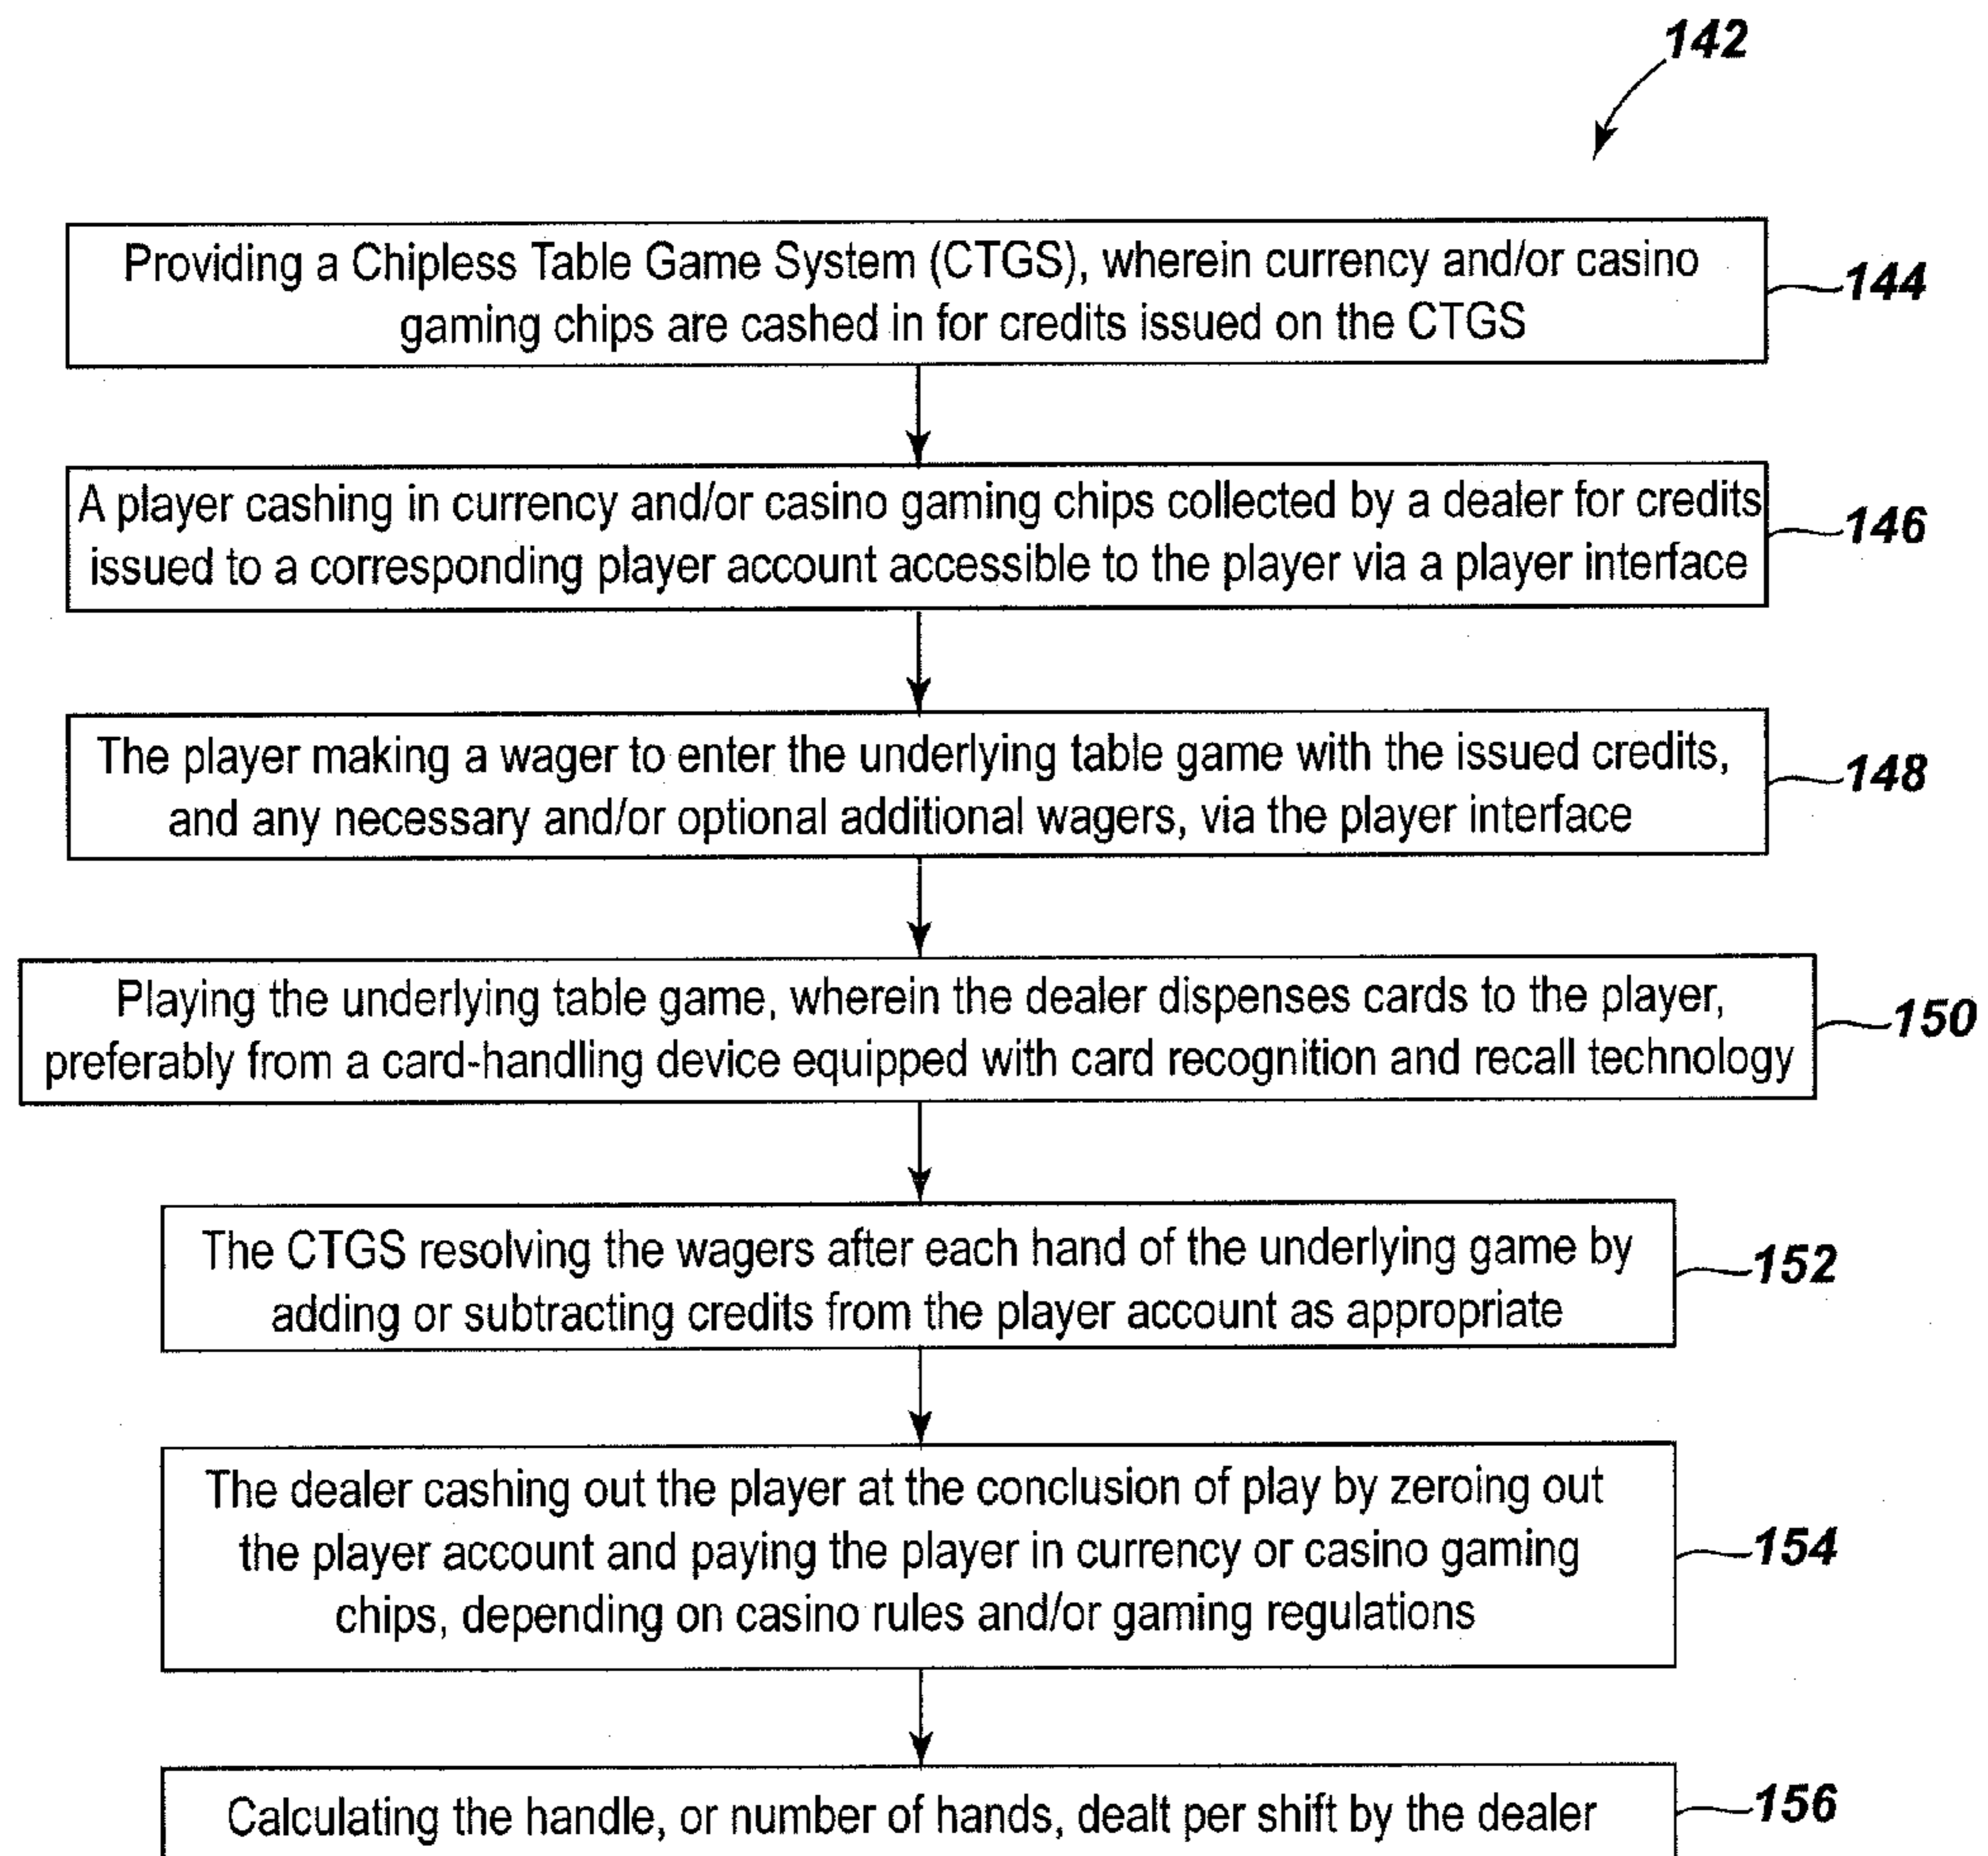 142
Providing a Chipless Table Game System (CTGS), wherein currency and/or casino
gaming chips are cashed in for credits issued on the CTGS
144
A player cashing in currency and/or casino gaming chips collected by a dealer for credits
issued to a corresponding player account accessible to the player via a player interface
146
The player making a wager to enter the underlying table game with the issued credits,
and any necessary and/or optional additional wagers, via the player interface
148
Playing the underlying table game, wherein the dealer dispenses cards to the player,
preferably from a card-handling device equipped with card recognition and recall technology
150
The CTGS resolving the wagers after each hand of the underlying game by
adding or subtracting credits from the player account as appropriate
152
The dealer cashing out the player at the conclusion of play by zeroing out
the player account and paying the player in currency or casino gaming
chips, depending on casino rules and/or gaming regulations
154
Calculating the handle, or number of hands, dealt per shift by the dealer
156